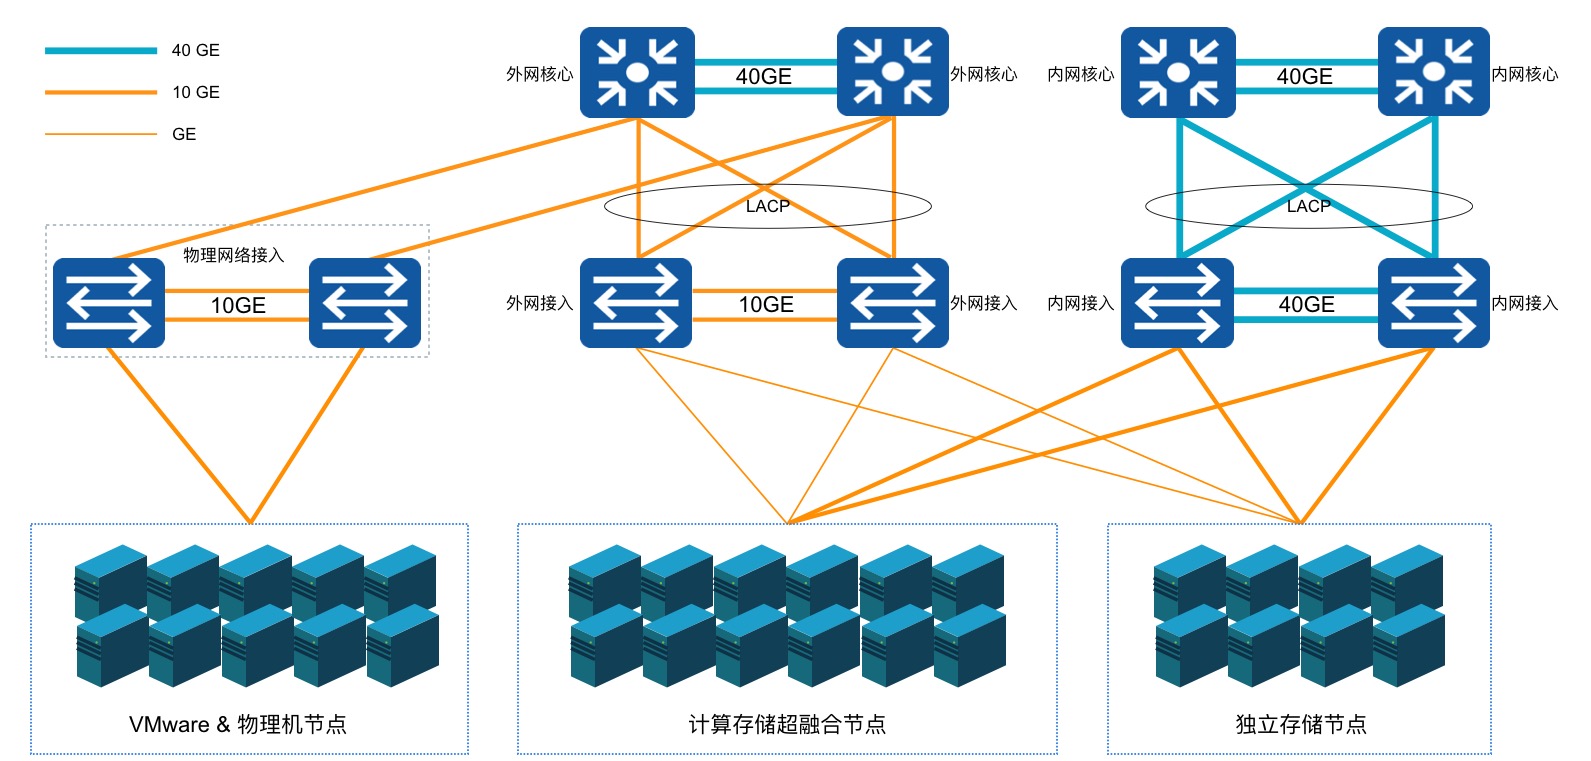 40 GE
10 GE
GE
外网核心
40GE
外网核心
内网核心
40GE
内网核心
LACP
LACP
物理网络接入
10GE
外网接入
10GE
外网接入
内网接入
40GE
内网接入
VMware & 物理机节点
计算存储超融合节点
独立存储节点